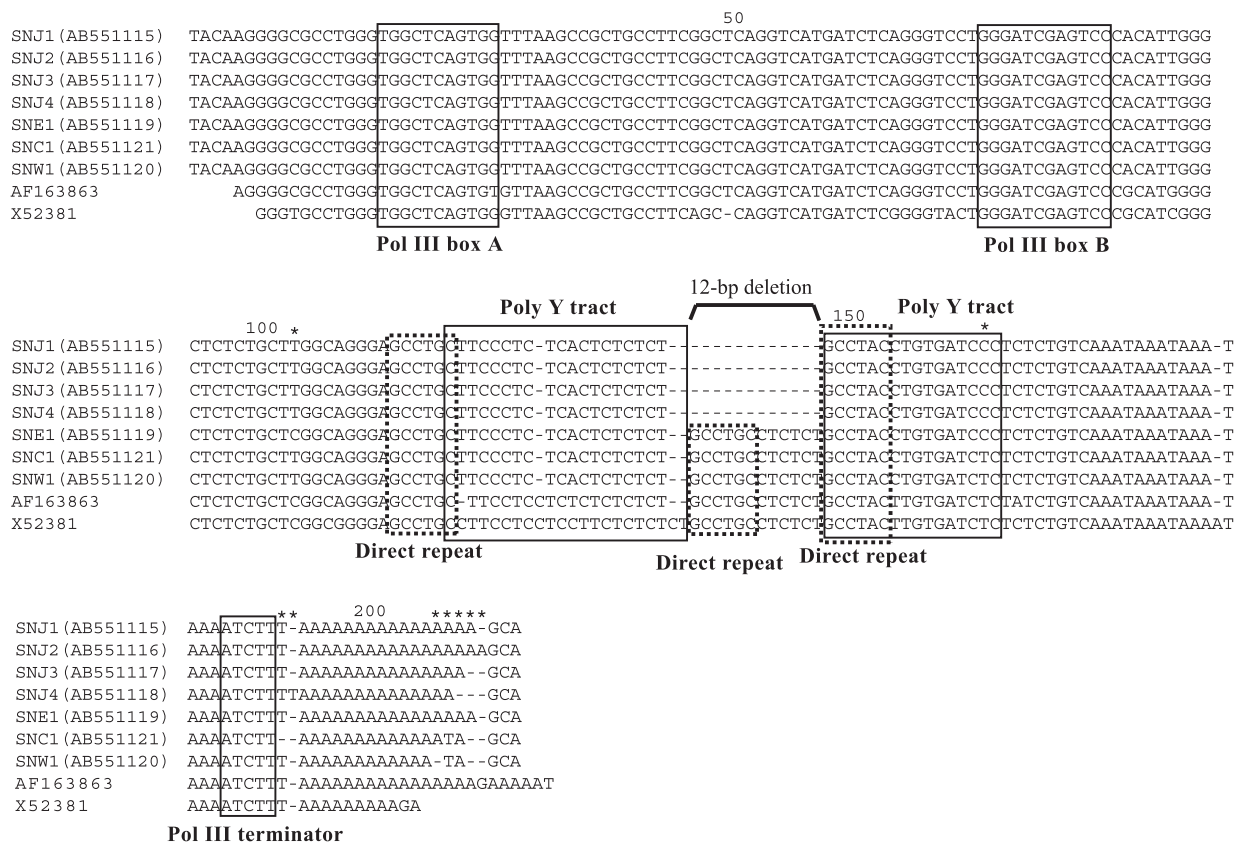 50
SNJ1(AB551115) TACAAGGGGCGCCTGGGTGGCTCAGTGGTTTAAGCCGCTGCCTTCGGCTCAGGTCATGATCTCAGGGTCCTGGGATCGAGTCCCACATTGGG
SNJ2(AB551116) TACAAGGGGCGCCTGGGTGGCTCAGTGGTTTAAGCCGCTGCCTTCGGCTCAGGTCATGATCTCAGGGTCCTGGGATCGAGTCCCACATTGGG
SNJ3(AB551117) TACAAGGGGCGCCTGGGTGGCTCAGTGGTTTAAGCCGCTGCCTTCGGCTCAGGTCATGATCTCAGGGTCCTGGGATCGAGTCCCACATTGGG
SNJ4(AB551118) TACAAGGGGCGCCTGGGTGGCTCAGTGGTTTAAGCCGCTGCCTTCGGCTCAGGTCATGATCTCAGGGTCCTGGGATCGAGTCCCACATTGGG
SNE1(AB551119) TACAAGGGGCGCCTGGGTGGCTCAGTGGTTTAAGCCGCTGCCTTCGGCTCAGGTCATGATCTCAGGGTCCTGGGATCGAGTCCCACATTGGG
SNC1(AB551121) TACAAGGGGCGCCTGGGTGGCTCAGTGGTTTAAGCCGCTGCCTTCGGCTCAGGTCATGATCTCAGGGTCCTGGGATCGAGTCCCACATTGGG
SNW1(AB551120) TACAAGGGGCGCCTGGGTGGCTCAGTGGTTTAAGCCGCTGCCTTCGGCTCAGGTCATGATCTCAGGGTCCTGGGATCGAGTCCCACATTGGG
AF163863 AGGGGCGCCTGGGTGGCTCAGTGTGTTAAGCCGCTGCCTTCGGCTCAGGTCATGATCTCAGGGTCCTGGGATCGAGTCCCGCATGGGG
X52381 GGGTGCCTGGGTGGCTCAGTGGGTTAAGCCGCTGCCTTCAGC-CAGGTCATGATCTCGGGGTACTGGGATCGAGTCCCGCATCGGG
Pol III box A Pol III box B
12-bp deletion
Poly Y tract Poly Y tract
100 * 150 *
SNJ1(AB551115) CTCTCTGCTTGGCAGGGAGCCTGCTTCCCTC-TCACTCTCTCT--------------GCCTACCTGTGATCCCTCTCTGTCAAATAAATAAA-T
SNJ2(AB551116) CTCTCTGCTTGGCAGGGAGCCTGCTTCCCTC-TCACTCTCTCT--------------GCCTACCTGTGATCCCTCTCTGTCAAATAAATAAA-T
SNJ3(AB551117) CTCTCTGCTTGGCAGGGAGCCTGCTTCCCTC-TCACTCTCTCT--------------GCCTACCTGTGATCCCTCTCTGTCAAATAAATAAA-T
SNJ4(AB551118) CTCTCTGCTTGGCAGGGAGCCTGCTTCCCTC-TCACTCTCTCT--------------GCCTACCTGTGATCCCTCTCTGTCAAATAAATAAA-T
SNE1(AB551119) CTCTCTGCTCGGCAGGGAGCCTGCTTCCCTC-TCACTCTCTCT--GCCTGCCTCTCTGCCTACCTGTGATCCCTCTCTGTCAAATAAATAAA-T
SNC1(AB551121) CTCTCTGCTTGGCAGGGAGCCTGCTTCCCTC-TCACTCTCTCT--GCCTGCCTCTCTGCCTACCTGTGATCTCTCTCTGTCAAATAAATAAA-T
SNW1(AB551120) CTCTCTGCTTGGCAGGGAGCCTGCTTCCCTC-TCACTCTCTCT--GCCTGCCTCTCTGCCTACCTGTGATCTCTCTCTGTCAAATAAATAAA-T
AF163863 CTCTCTGCTCGGCAGGGAGCCTGC-TTCCTCCTCTCTCTCTCT--GCCTGCCTCTCTGCCTACTTGTGATCTCTATCTGTCAAATAAATAAA-T
X52381 CTCTCTGCTCGGCGGGGAGCCTGCCTTCCTCCTCCTTCTCTCTCTGCCTGCCTCTCTGCCTACTTGTGATCTCTCTCTGTCAAATAAATAAAAT
Direct repeat Direct repeat Direct repeat
** 200 *****
SNJ1(AB551115) AAAATCTTT-AAAAAAAAAAAAAAAA-GCA
SNJ2(AB551116) AAAATCTTT-AAAAAAAAAAAAAAAAAGCA
SNJ3(AB551117) AAAATCTTT-AAAAAAAAAAAAAAA--GCA
SNJ4(AB551118) AAAATCTTTTAAAAAAAAAAAAAA---GCA
SNE1(AB551119) AAAATCTTT-AAAAAAAAAAAAAAAA-GCA
SNC1(AB551121) AAAATCTT--AAAAAAAAAAAAAATA-GCA
SNW1(AB551120) AAAATCTTT-AAAAAAAAAAAA-TA-GCA
AF163863 AAAATCTTT-AAAAAAAAAAAAAAAAGAAAAAT
X52381 AAAATCTTT-AAAAAAAAAGA
Pol III terminator